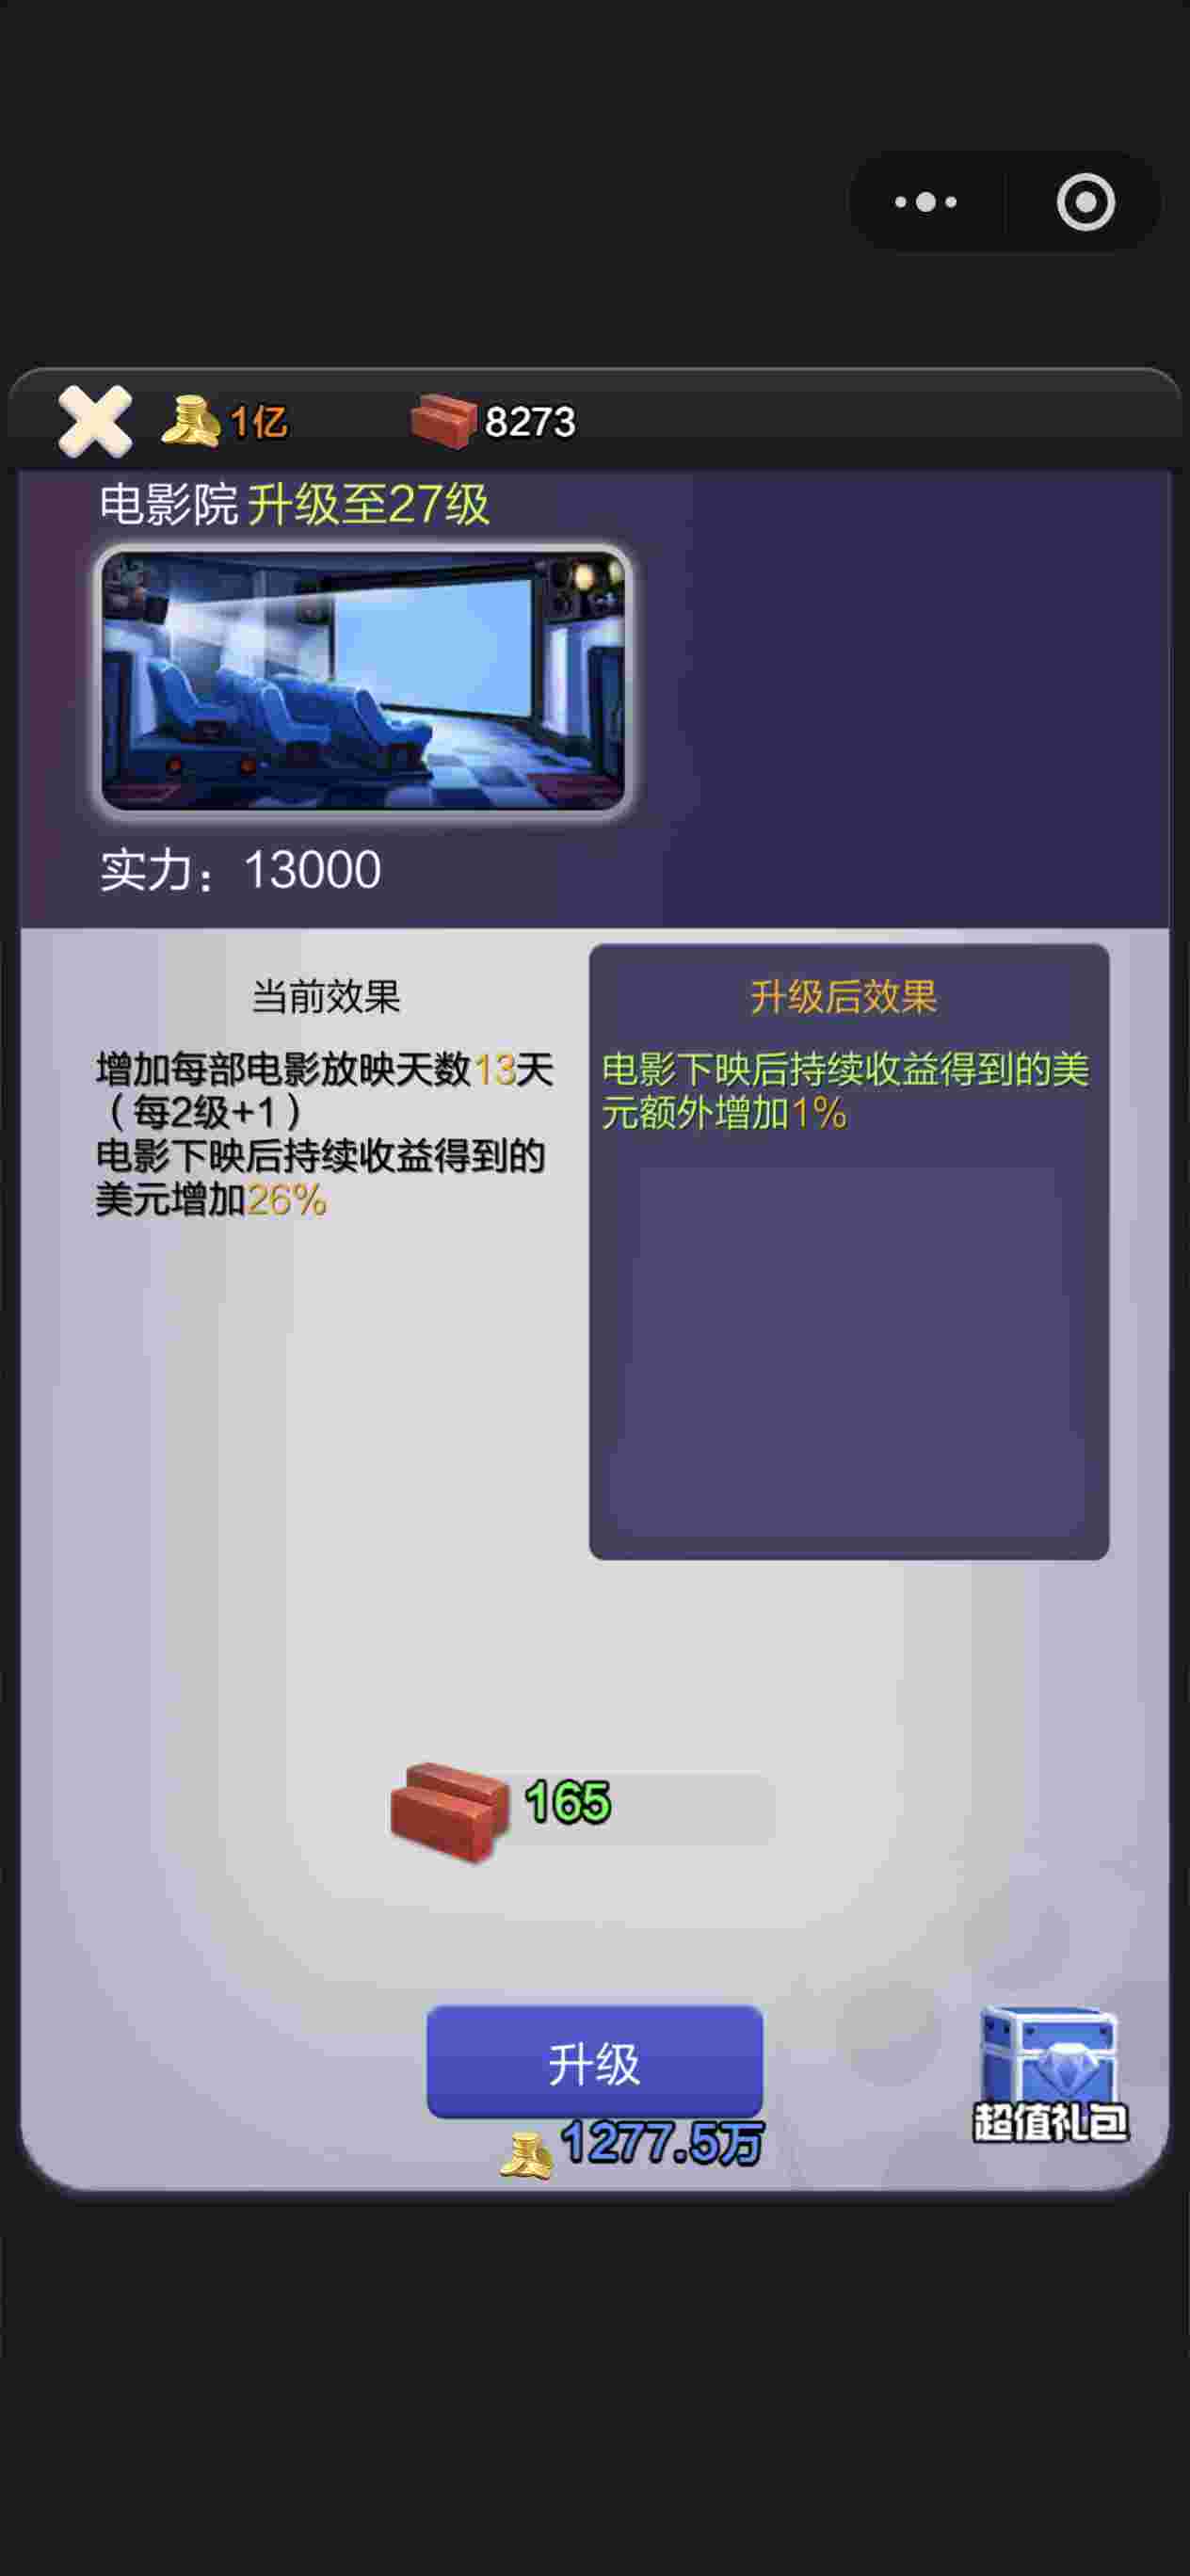 1亿 8273
电影院 升级至27级
实力：13000
当前效果
增加每部电影放映天数13天
（每2级+1）
电影下映后持续收益得到的
美元增加26%
升级后效果
电影下映后持续收益得到的美
元额外增加1%
165
升级
1277.5万
超值礼包